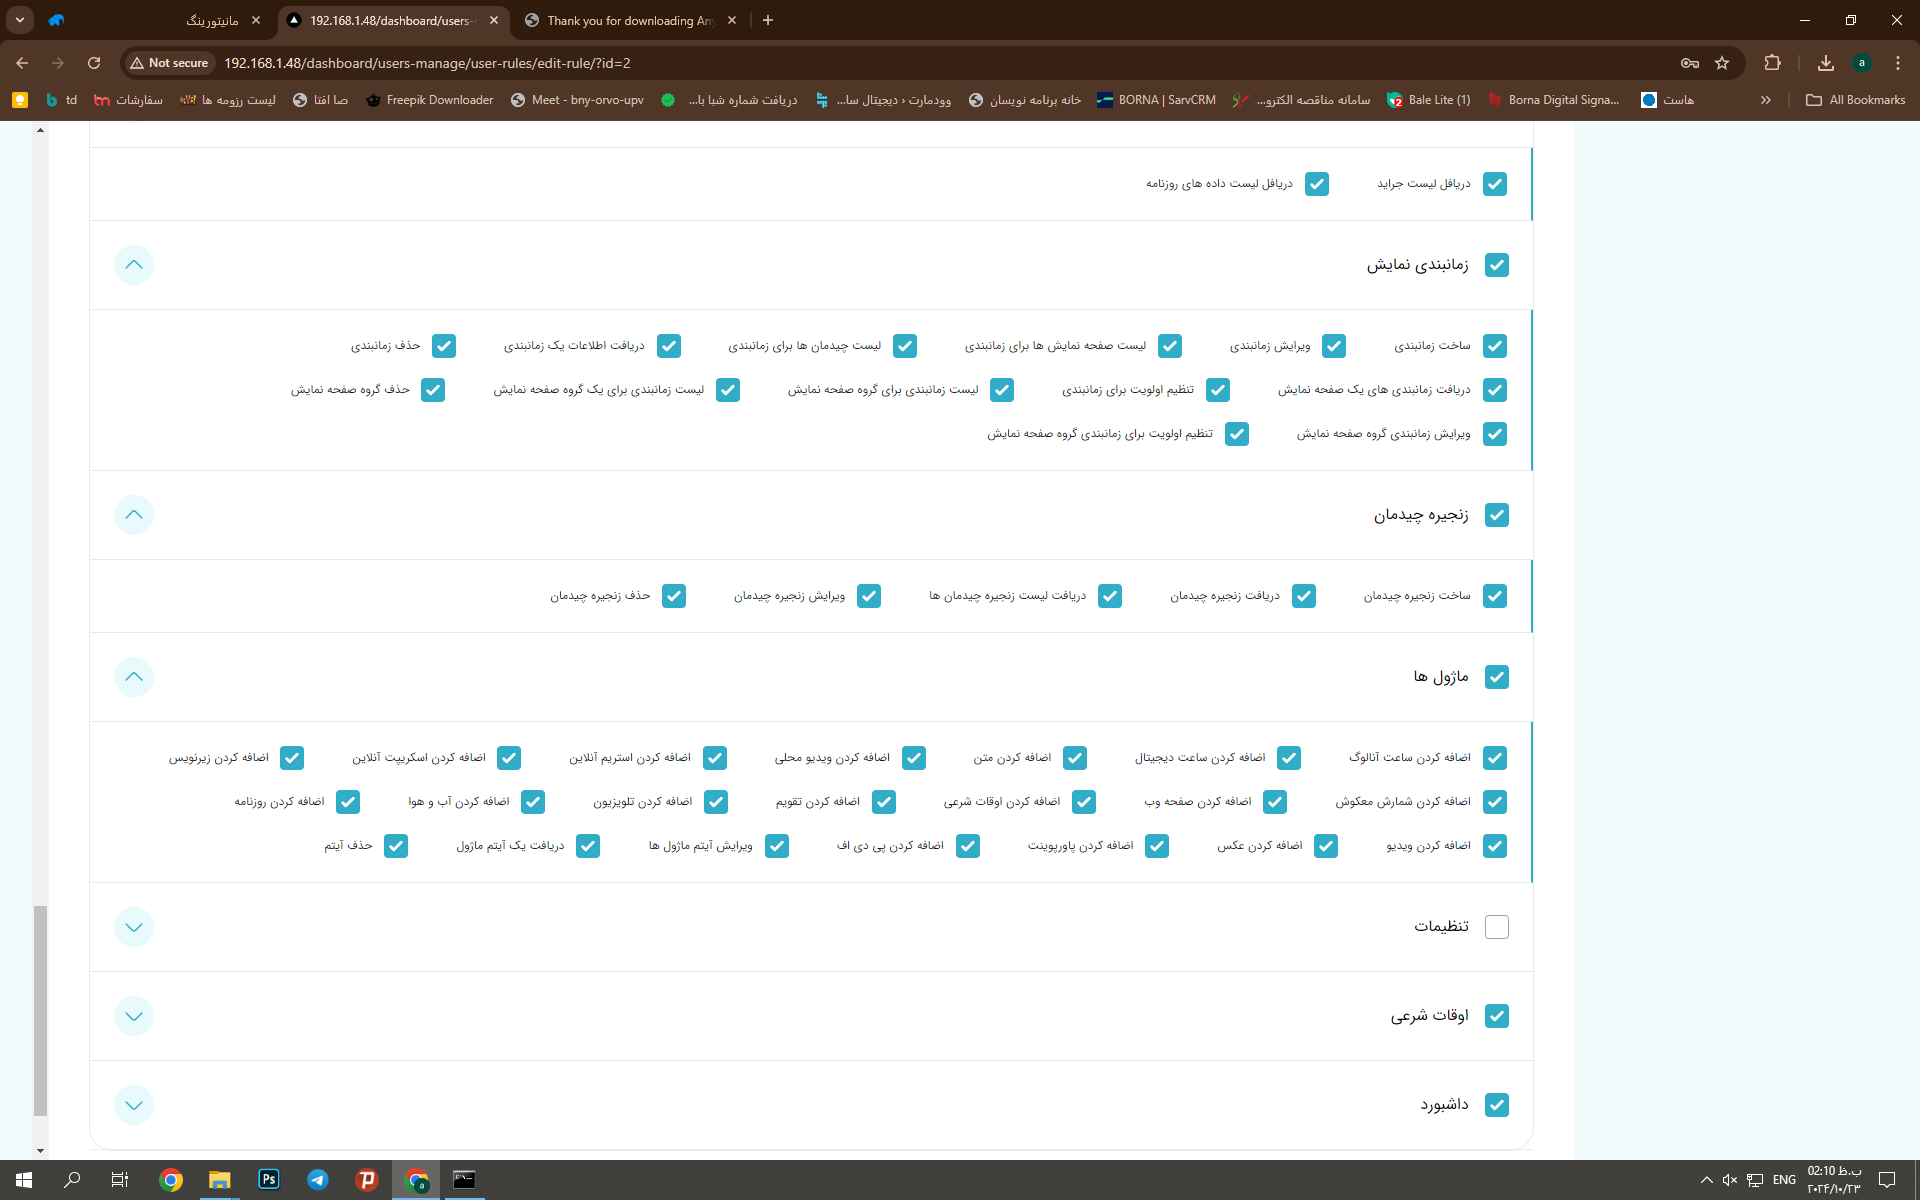 مانیتورینگ
192.168.1.48/dashboard/users-
Thank you for downloading An
Not secure
192.168.1.48/dashboard/users-manage/user-rules/edit-rule/?id=2
a
td
سفارشات
لیست رزومه ها
صا افتا
Freepik Downloader
Meet - bny-orvo-upv
دریافت شماره شبا با...
وودمارت ‹ دیجیتال سا...
خانه برنامه نویسان
BORNA | SarvCRM
سامانه مناقصه الکترو...
Bale Lite (1)
Borna Digital Signa...
هاست
All Bookmarks
دریافل لیست جراید دریافل لیست داده های روزنامه
زمانبندی نمایش
ساخت زمانبندی ویرایش زمانبندی لیست صفحه نمایش ها برای زمانبندی لیست چیدمان ها برای زمانبندی دریافت اطلاعات یک زمانبندی حذف زمانبندی
دریافت زمانبندی های یک صفحه نمایش تنظیم اولویت برای زمانبندی لیست زمانبندی برای گروه صفحه نمایش لیست زمانبندی برای یک گروه صفحه نمایش حذف گروه صفحه نمایش
ویرایش زمانبندی گروه صفحه نمایش تنظیم اولویت برای زمانبندی گروه صفحه نمایش
زنجیره چیدمان
ساخت زنجیره چیدمان دریافت زنجیره چیدمان دریافت لیست زنجیره چیدمان ها ویرایش زنجیره چیدمان حذف زنجیره چیدمان
ماژول ها
اضافه کردن ساعت آنالوگ اضافه کردن ساعت دیجیتال اضافه کردن متن اضافه کردن ویدیو محلی اضافه کردن استریم آنلاین اضافه کردن اسکریپت آنلاین اضافه کردن زیرنویس
اضافه کردن شمارش معکوش اضافه کردن صفحه وب اضافه کردن اوقات شرعی اضافه کردن تقویم اضافه کردن تلویزیون اضافه کردن آب و هوا اضافه کردن روزنامه
اضافه کردن ویدیو اضافه کردن عکس اضافه کردن پاورپوینت اضافه کردن پی دی اف ویرایش آیتم ماژول ها دریافت یک آیتم ماژول حذف آیتم
تنظیمات
اوقات شرعی
داشبورد
Ps
ENG
02:10 ب.ظ
۲۰۲۴/۱۰/۲۳